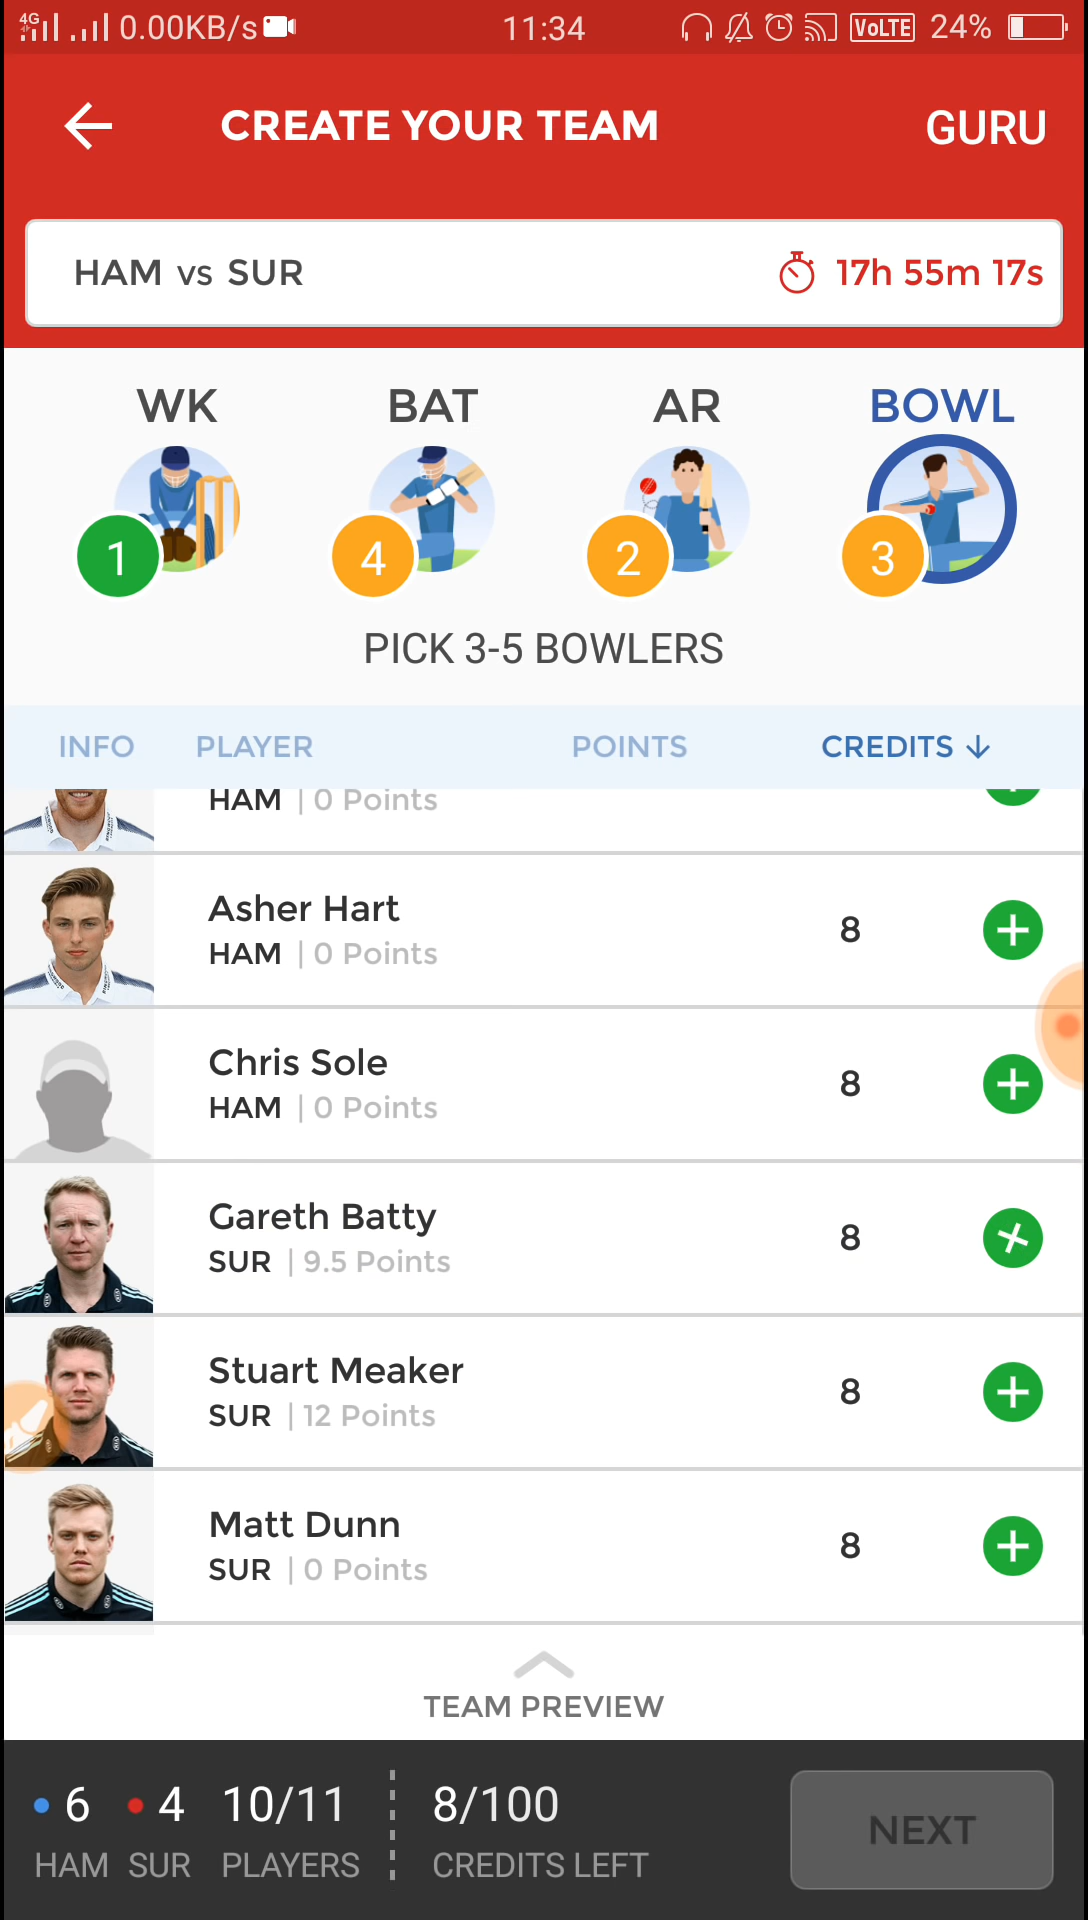 4G 0.00KB/s 11:34 VoLTE 24%
CREATE YOUR TEAM GURU
HAM vs SUR 17h 55m 17s
WK BAT AR BOWL
1 4 2 3
PICK 3-5 BOWLERS
INFO PLAYER POINTS CREDITS
HAM | 0 Points
Asher Hart
HAM | 0 Points
8
Chris Sole
HAM | 0 Points
8
Gareth Batty
SUR | 9.5 Points
8
Stuart Meaker
SUR | 12 Points
8
Matt Dunn
SUR | 0 Points
8
TEAM PREVIEW
6 4 10/11 8/100
HAM SUR PLAYERS CREDITS LEFT
NEXT